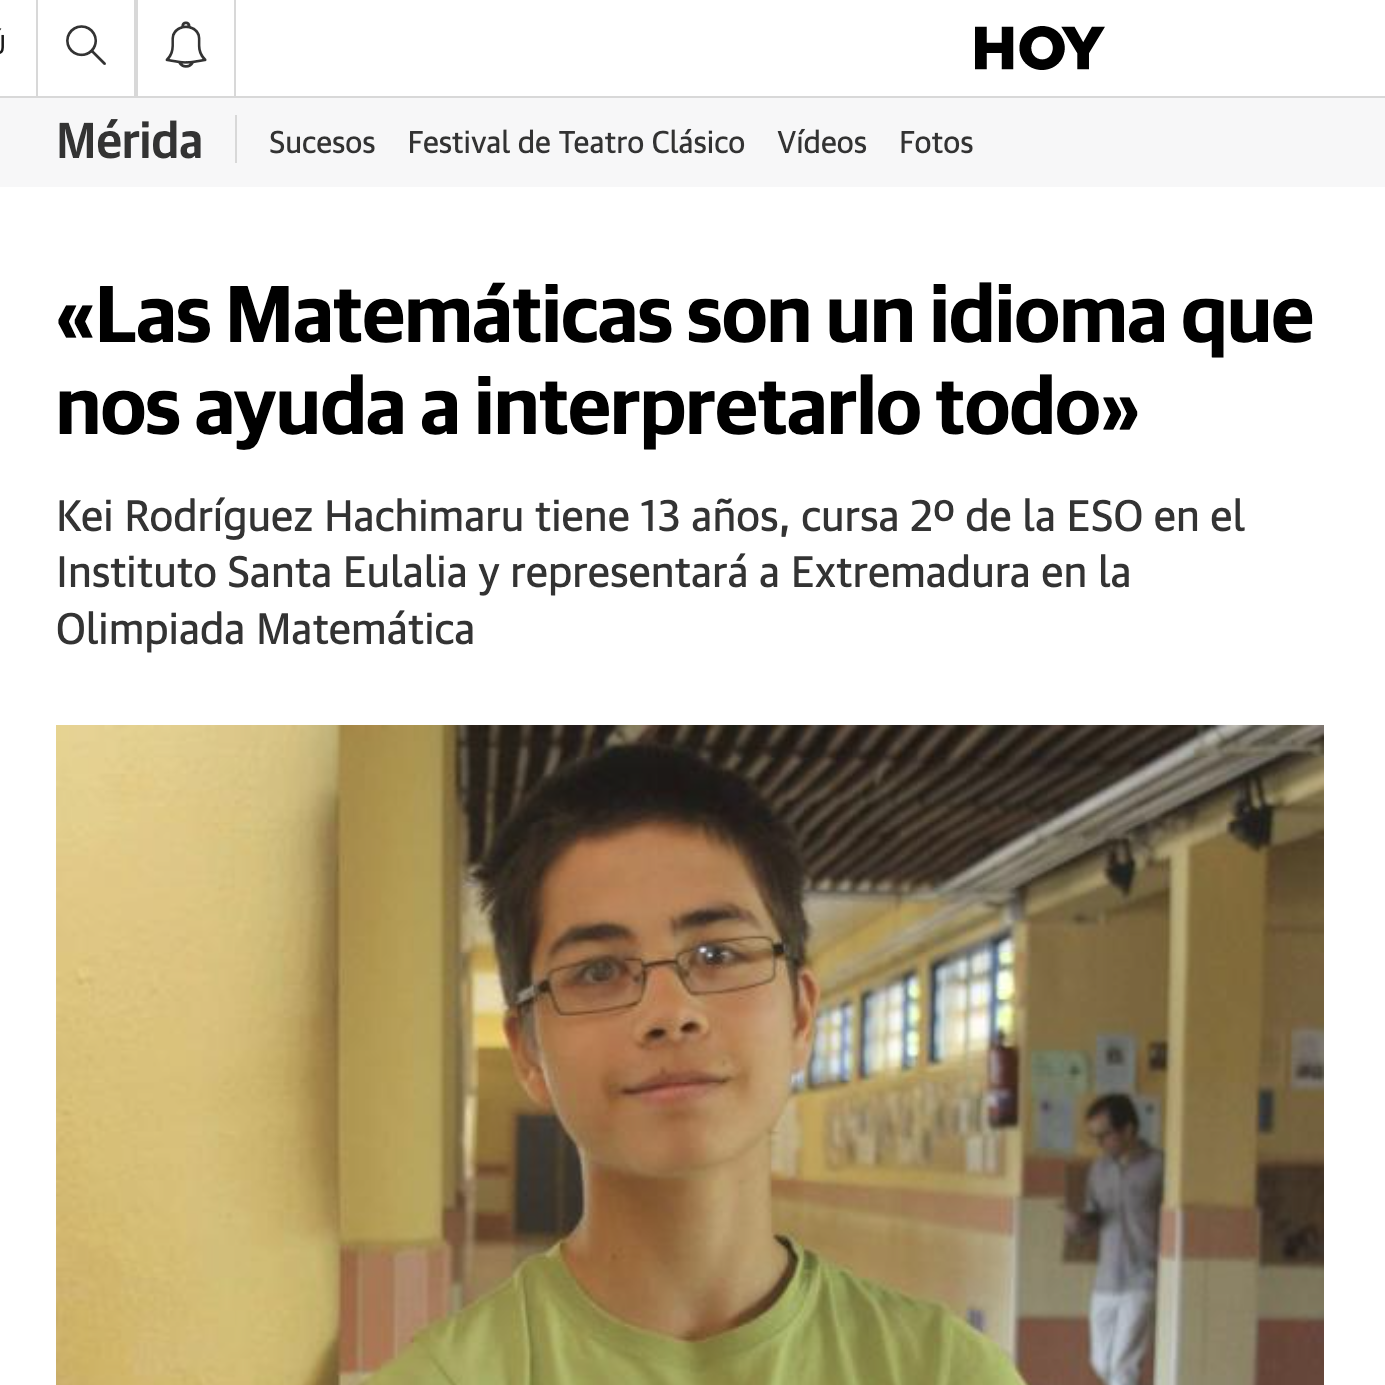 HOY
Mérida
Sucesos Festival de Teatro Clásico Vídeos Fotos
«Las Matemáticas son un idioma que
nos ayuda a interpretarlo todo»
Kei Rodríguez Hachimaru tiene 13 años, cursa 2º de la ESO en el
Instituto Santa Eulalia y representará a Extremadura en la
Olimpiada Matemática